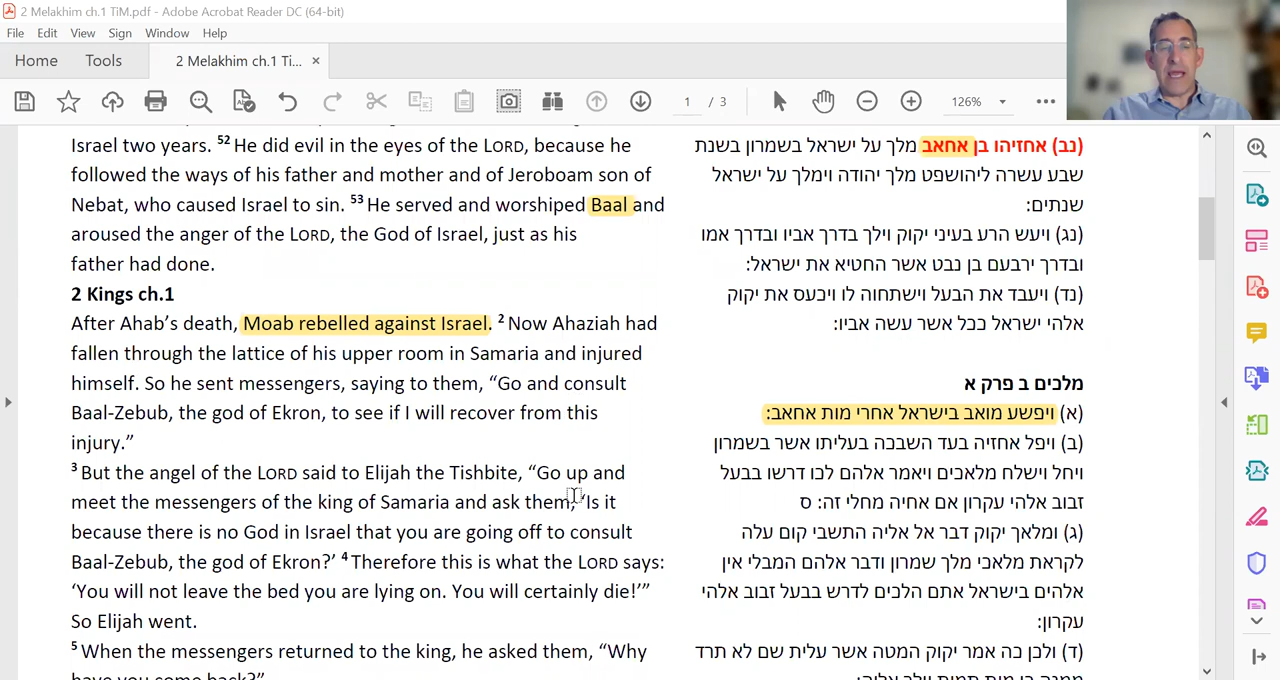 2 Melakhim ch.1 TiM.pdf - Adobe Acrobat Reader DC (64-bit)
File Edit View Sign Window Help
Home Tools 2 Melakhim ch.1 Ti... ×
1 / 3 126%
Israel two years. 52 He did evil in the eyes of the LORD, because he
followed the ways of his father and mother and of Jeroboam son of
Nebat, who caused Israel to sin. 53 He served and worshiped Baal and
aroused the anger of the LORD, the God of Israel, just as his
father had done.
2 Kings ch.1
After Ahab’s death, Moab rebelled against Israel. 2 Now Ahaziah had
fallen through the lattice of his upper room in Samaria and injured
himself. So he sent messengers, saying to them, “Go and consult
Baal-Zebub, the god of Ekron, to see if I will recover from this
injury.”
3 But the angel of the LORD said to Elijah the Tishbite, “Go up and
meet the messengers of the king of Samaria and ask them, ‘Is it
because there is no God in Israel that you are going off to consult
Baal-Zebub, the god of Ekron?’ 4 Therefore this is what the LORD says:
‘You will not leave the bed you are lying on. You will certainly die!’”
So Elijah went.
5 When the messengers returned to the king, he asked them, “Why
have you come back?”
(נב) אחזיהו בן אחאב מלך על ישראל בשמרון בשנת
שבע עשרה ליהושפט מלך יהודה וימלך על ישראל
שנתים:
(נג) ויעש הרע בעיני יקוק וילך בדרך אביו ובדרך אמו
ובדרך ירבעם בן נבט אשר החטיא את ישראל:
(נד) ויעבד את הבעל וישתחוה לו ויכעס את יקוק
אלהי ישראל ככל אשר עשה אביו:
מלכים ב פרק א
(א) ויפשע מואב בישראל אחרי מות אחאב:
(ב) ויפל אחזיה בעד השבכה בעליתו אשר בשמרון
ויחל וישלח מלאכים ויאמר אלהם לכו דרשו בבעל
זבוב אלהי עקרון אם אחיה מחלי זה: ס
(ג) ומלאך יקוק דבר אל אליה התשבי קום עלה
לקראת מלאכי מלך שמרון ודבר אלהם המבלי אין
אלהים בישראל אתם הלכים לדרש בבעל זבוב אלהי
עקרון:
(ד) ולכן כה אמר יקוק המטה אשר עלית שם לא תרד
ממנה כי מות תמות וילך אליה: